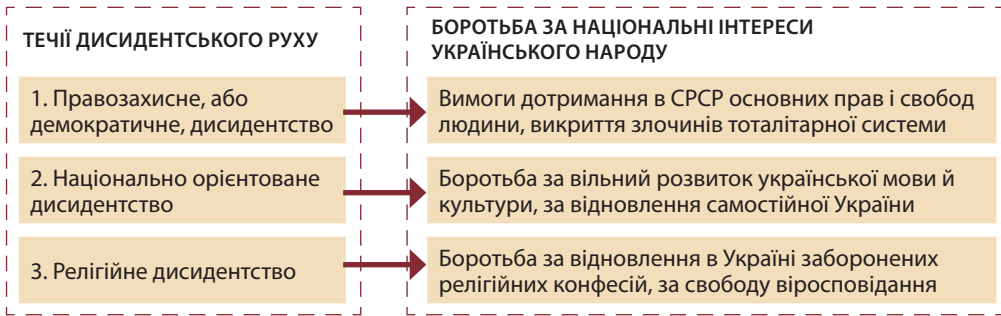 ТЕЧІЇ ДИСИДЕНТСЬКОГО РУХУ
БОРОТЬБА ЗА НАЦІОНАЛЬНІ ІНТЕРЕСИ
УКРАЇНСЬКОГО НАРОДУ
1. Правозахисне, або
демократичне, дисидентство
Вимоги дотримання в СРСР основних прав і свобод
людини, викриття злочинів тоталітарної системи
2. Національно орієнтоване
дисидентство
Боротьба за вільний розвиток української мови й
культури, за відновлення самостійної України
3. Релігійне дисидентство
Боротьба за відновлення в Україні заборонених
релігійних конфесій, за свободу віросповідання